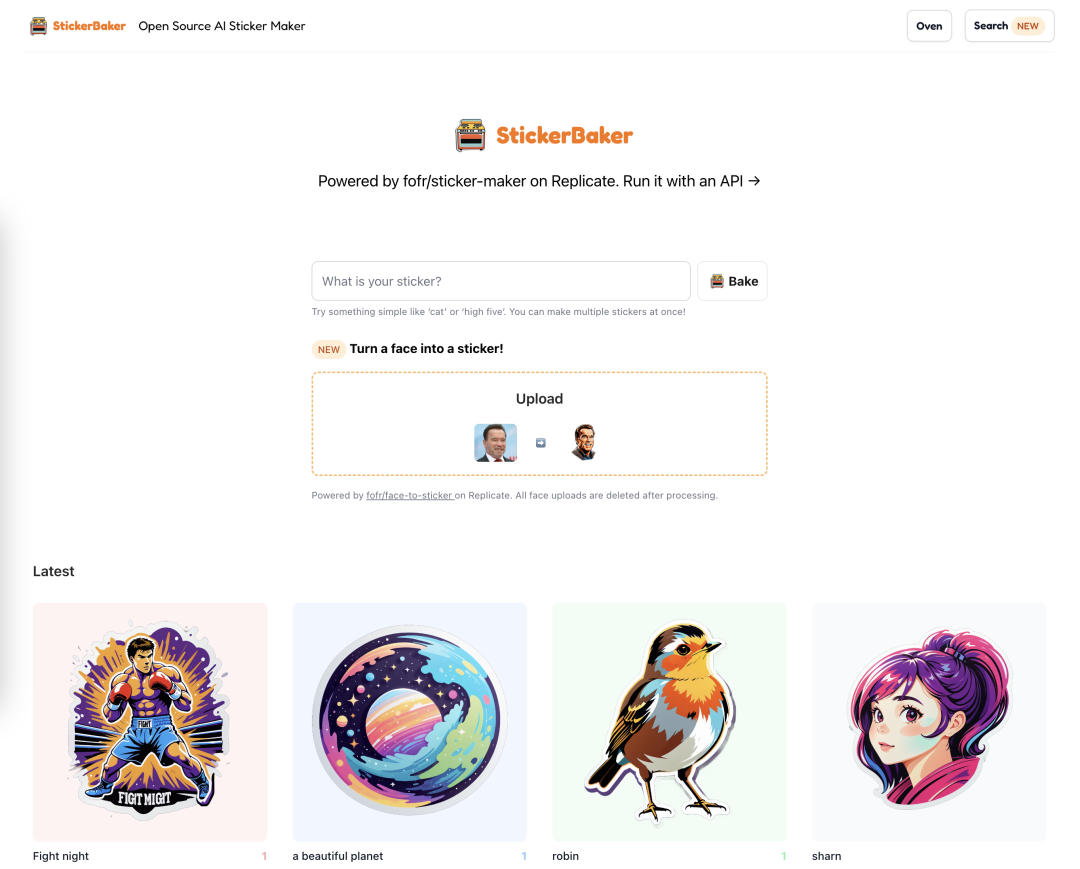 StickerBaker Open Source AI Sticker Maker Oven Search NEW
StickerBaker
Powered by fofr/sticker-maker on Replicate. Run it with an API →
What is your sticker? Bake
Try something simple like 'cat' or 'high five'. You can make multiple stickers at once!
NEW Turn a face into a sticker!
Upload
Powered by fofr/face-to-sticker on Replicate. All face uploads are deleted after processing.
Latest
FIGHT
FIGHT MIGHT
Fight night 1 a beautiful planet 1 robin 1 sharn